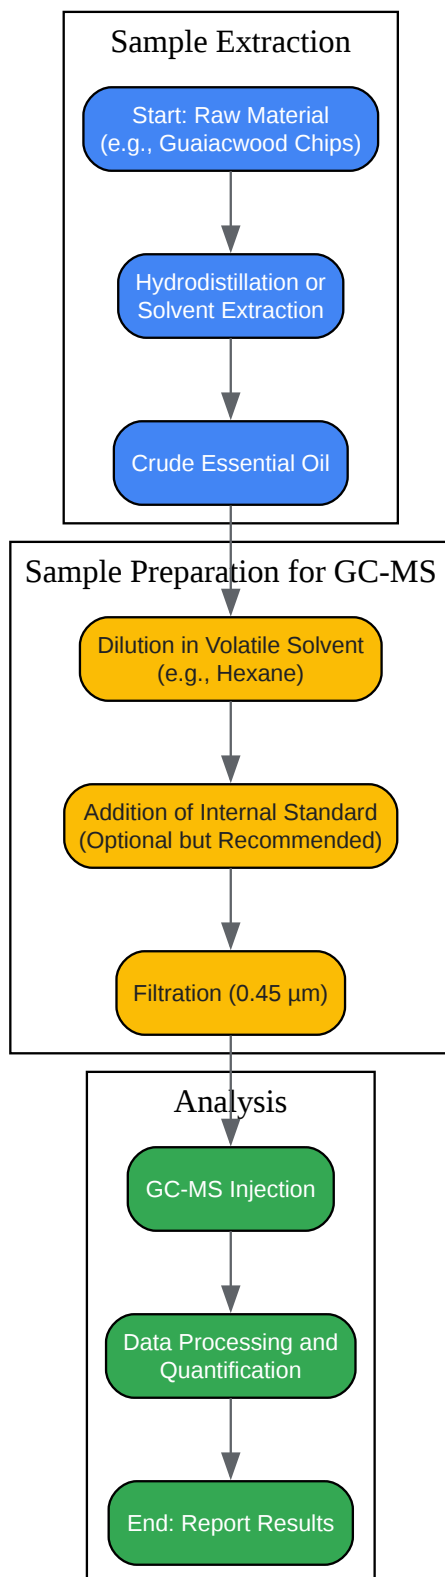 Sample Extraction
Start: Raw Material
(e.g., Guaiacwood Chips)
Hydrodistillation or
Solvent Extraction
Crude Essential Oil
Sample Preparation for GC-MS
Dilution in Volatile Solvent
(e.g., Hexane)
Addition of Internal Standard
(Optional but Recommended)
Filtration (0.45 µm)
Analysis
GC-MS Injection
Data Processing and
Quantification
End: Report Results